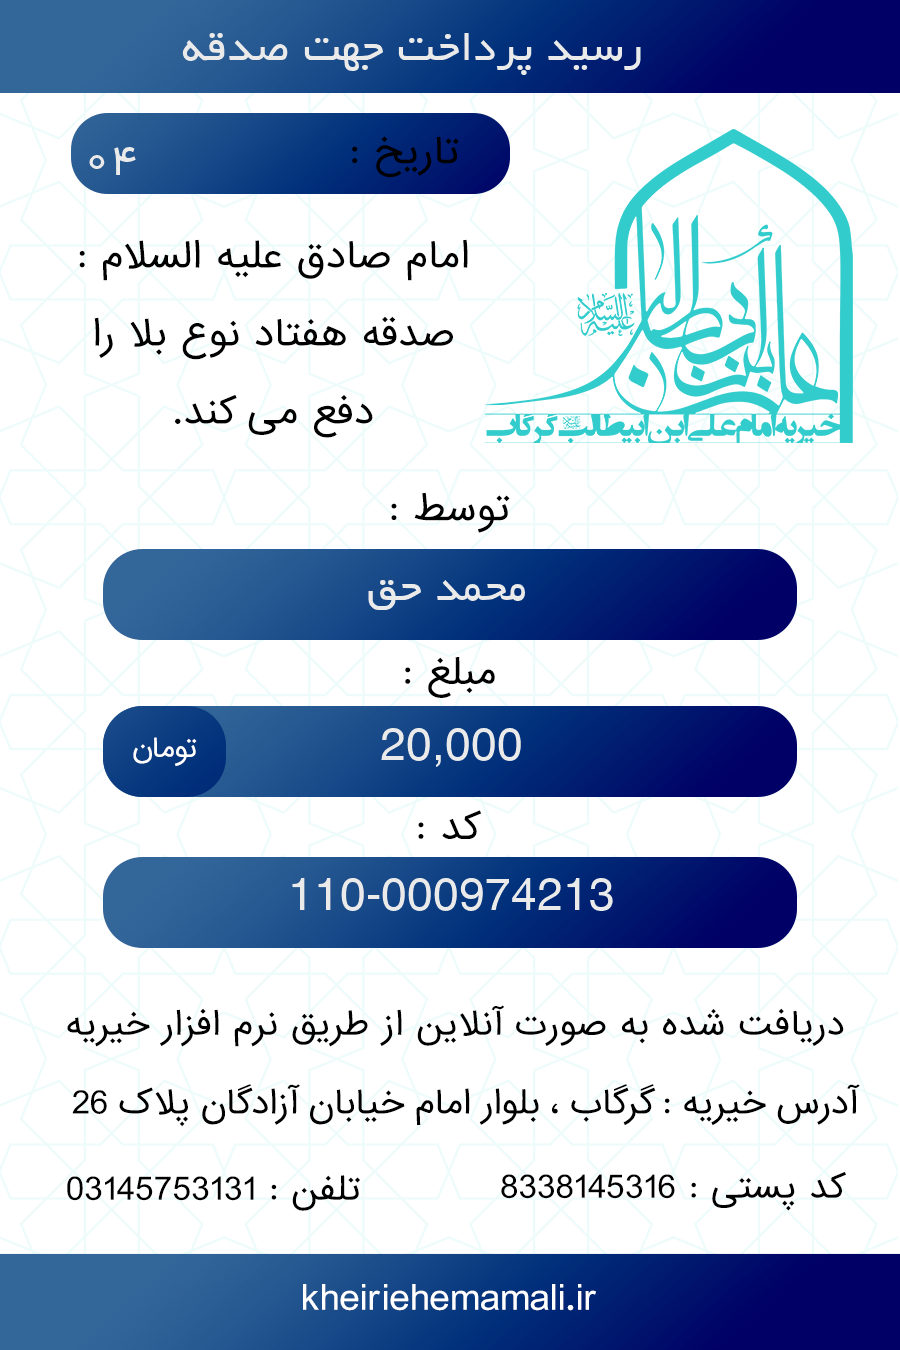 رسید پرداخت جهت صدقه
تاریخ : ۰۴
امام صادق علیه السلام :
صدقه هفتاد نوع بلا را
دفع می کند.
علی بن أبی طالب
علیه السلام
خیریه امام علی ابن ابیطالب گرگاب
توسط :
محمد حق
مبلغ :
20,000
تومان
کد :
110-000974213
دریافت شده به صورت آنلاین از طریق نرم افزار خیریه
آدرس خیریه : گرگاب ، بلوار امام خیابان آزادگان پلاک 26
کد پستی : 8338145316
تلفن : 03145753131
kheiriehemamali.ir